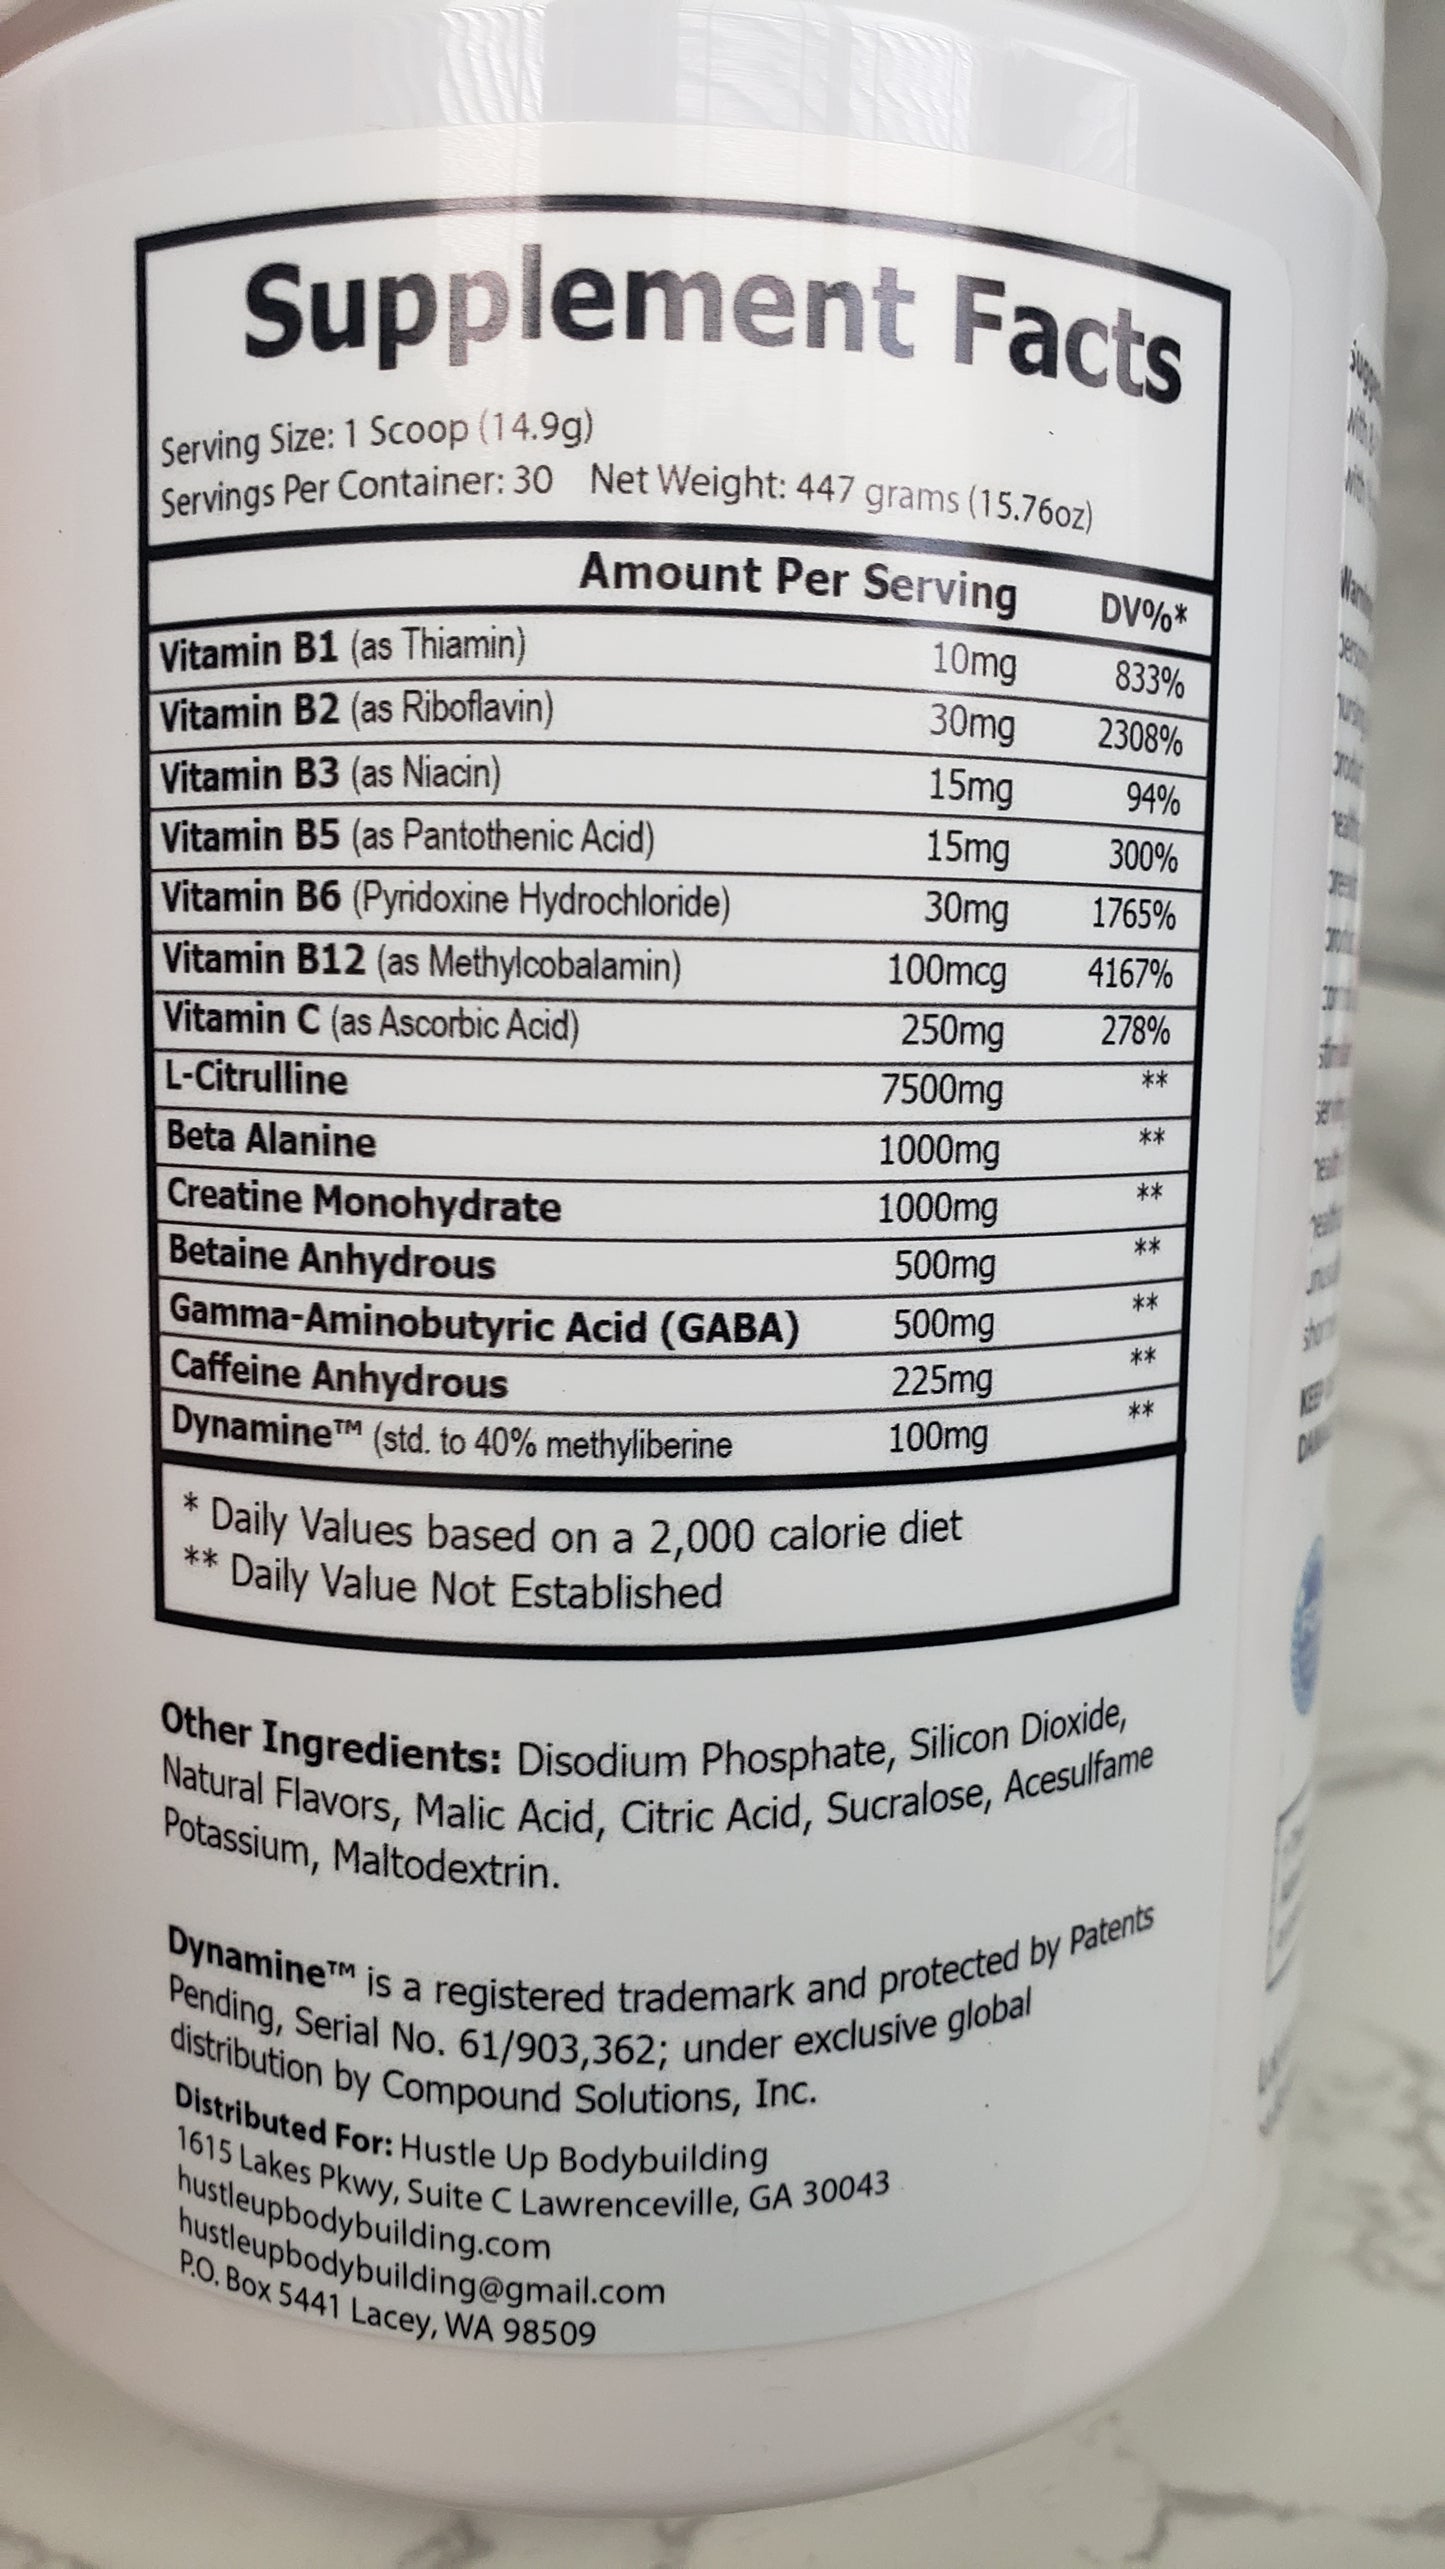 Supplement Facts
Serving Size: 1 Scoop (14.9g)
Servings Per Container: 30 Net Weight: 447 grams (15.76oz)
Amount Per Serving DV%*
Vitamin B1 (as Thiamin) 10mg 833%
Vitamin B2 (as Riboflavin) 30mg 2308%
Vitamin B3 (as Niacin) 15mg 94%
Vitamin B5 (as Pantothenic Acid) 15mg 300%
Vitamin B6 (Pyridoxine Hydrochloride) 30mg 1765%
Vitamin B12 (as Methylcobalamin) 100mcg 4167%
Vitamin C (as Ascorbic Acid) 250mg 278%
L-Citrulline 7500mg **
Beta Alanine 1000mg **
Creatine Monohydrate 1000mg **
Betaine Anhydrous 500mg **
Gamma-Aminobutyric Acid (GABA) 500mg **
Caffeine Anhydrous 225mg **
Dynamine™ (std. to 40% methyliberine 100mg **
* Daily Values based on a 2,000 calorie diet
** Daily Value Not Established
Other Ingredients: Disodium Phosphate, Silicon Dioxide,
Natural Flavors, Malic Acid, Citric Acid, Sucralose, Acesulfame
Potassium, Maltodextrin.
Dynamine™ is a registered trademark and protected by Patents
Pending, Serial No. 61/903,362; under exclusive global
distribution by Compound Solutions, Inc.
Distributed For: Hustle Up Bodybuilding
1615 Lakes Pkwy, Suite C Lawrenceville, GA 30043
hustleupbodybuilding.com
hustleupbodybuilding@gmail.com
P.O. Box 5441 Lacey, WA 98509